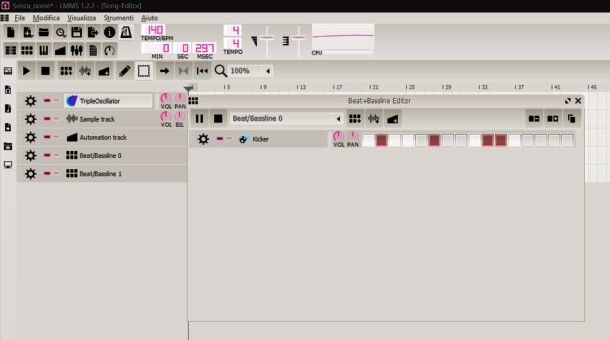 Senza_nome* - LMMS 1.2.2 - [Song-Editor]
File Modifica Visualizza Strumenti Aiuto
140
TEMPO/BPM
0 0 297
MIN SEC MSEC
4
4
TEMPO
CPU
100%
1 5 9 13 17 21 25 29 33 37 41 45
TripleOscillator VOL PAN
Sample track VOL BIL
Automation track
Beat/Bassline 0
Beat/Bassline 1
Beat+Bassline Editor
Beat/Bassline 0
Kicker VOL PAN